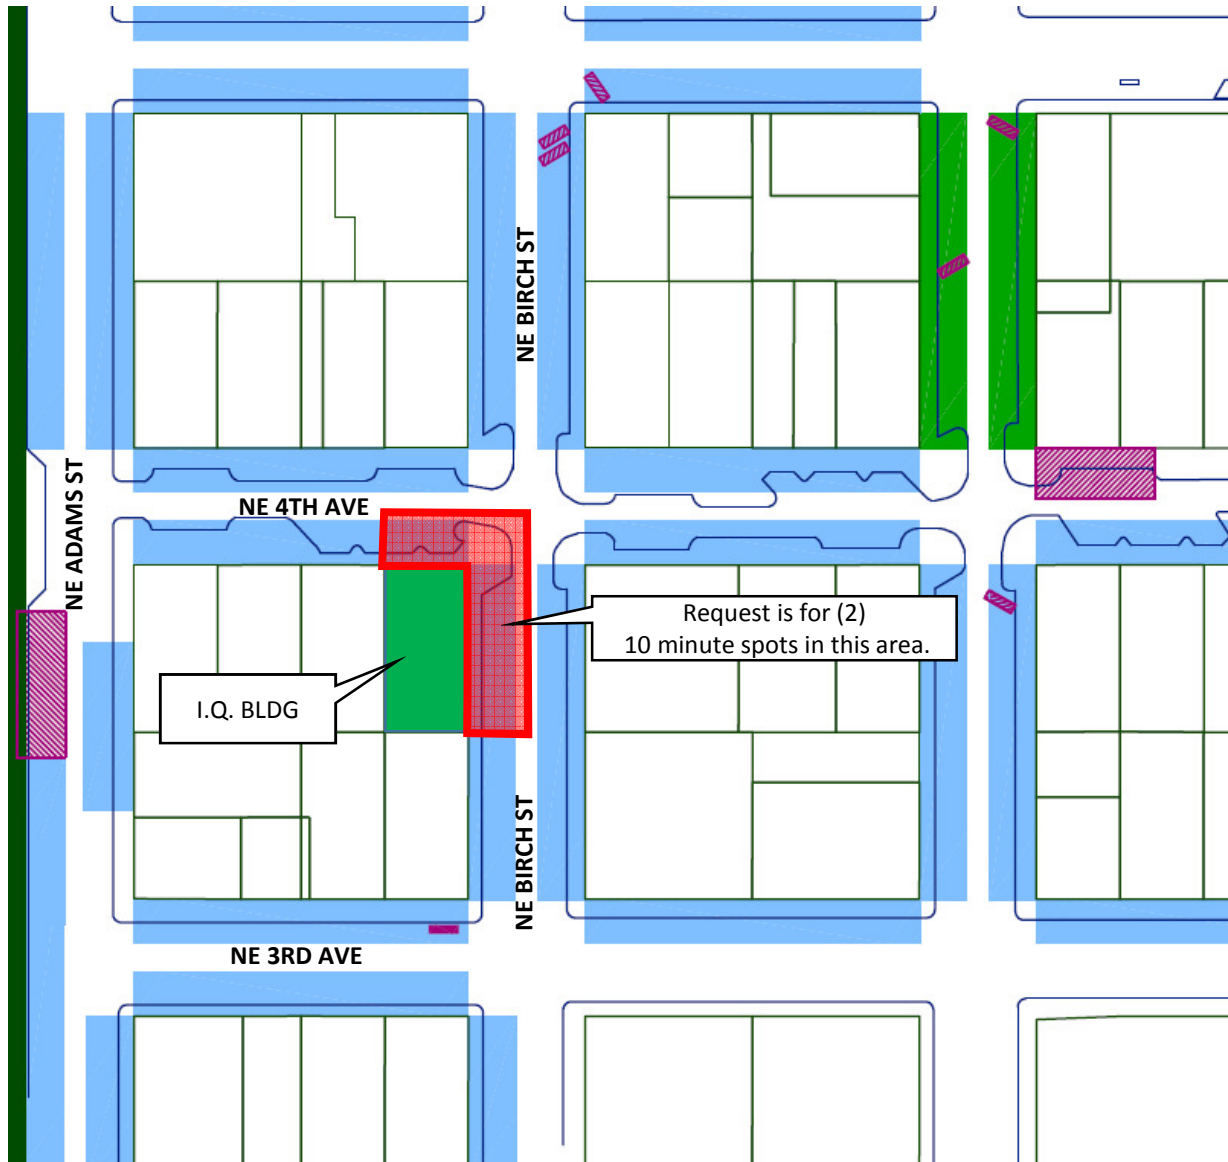 NE BIRCH ST
NE ADAMS ST
NE 4TH AVE
Request is for (2)
10 minute spots in this area.
I.Q. BLDG
NE BIRCH ST
NE 3RD AVE